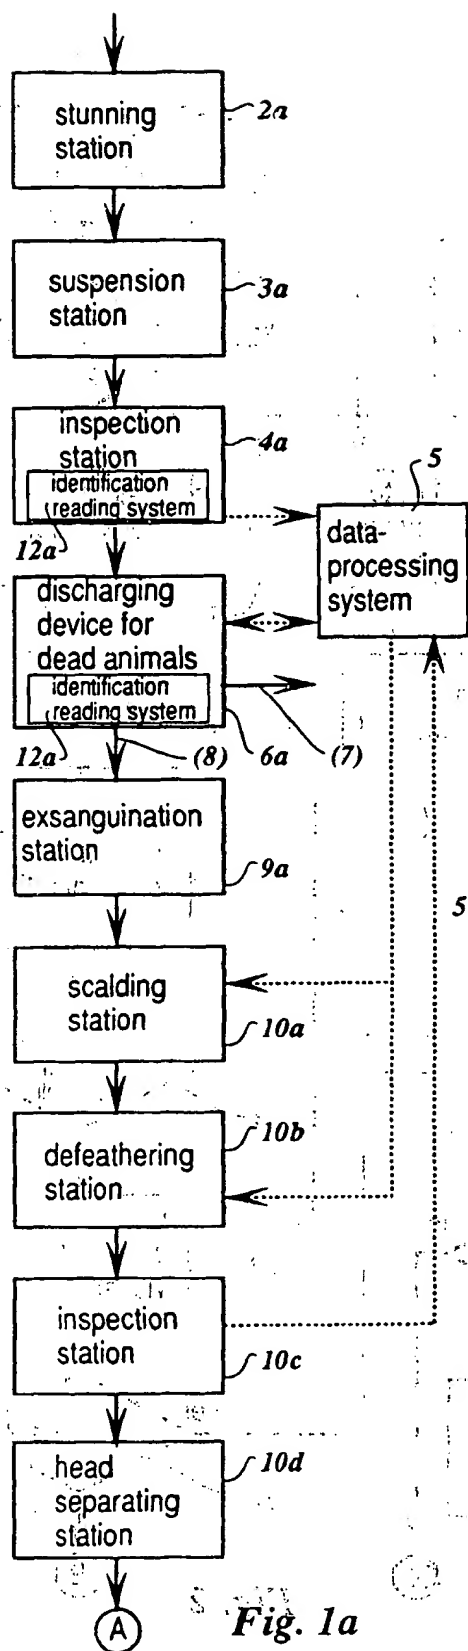 stunning
station
2a
suspension
station
3a
inspection
station
identification
reading system
4a
12a
5
data-
processing
system
discharging
device for
dead animals
identification
reading system
12a
(8)
6a
(7)
exsanguination
station
9a
5
scalding
station
10a
defeathering
station
10b
inspection
station
10c
head
separating
station
10d
A
Fig. 1a